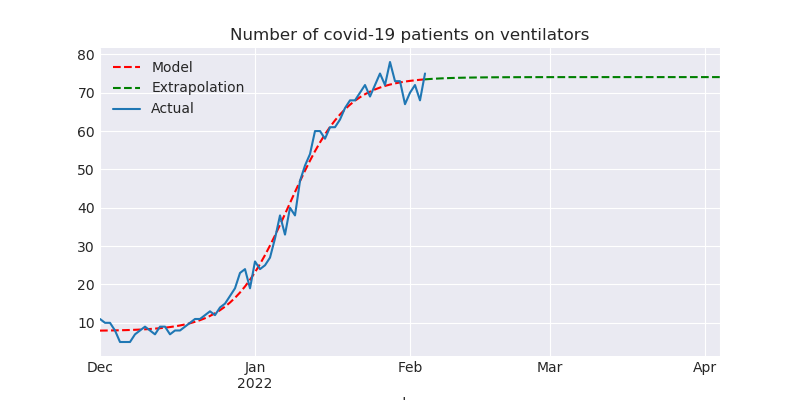 Number of covid-19 patients on ventilators
80
70
60
50
40
30
20
10
Model
Extrapolation
Actual
Dec
Jan
2022
Feb
Mar
Apr